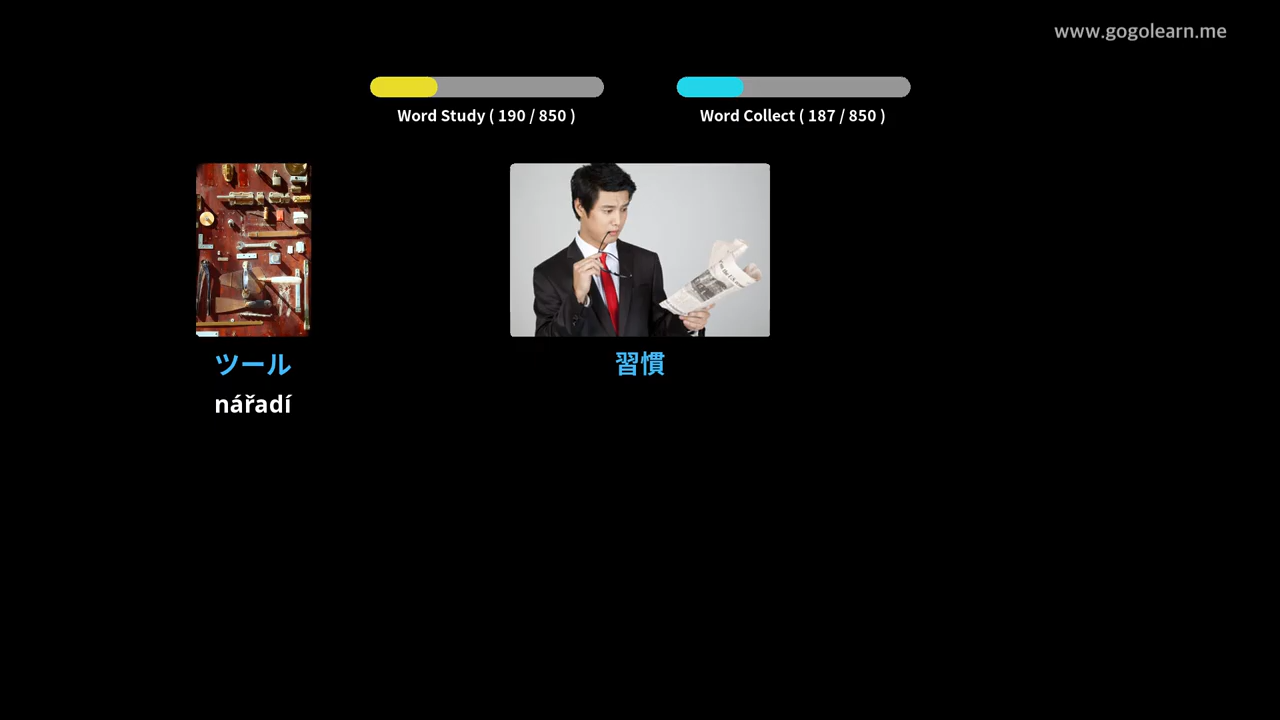 www.gogolearn.me
Word Study ( 190 / 850 )
Word Collect ( 187 / 850 )
ツール
習慣
nářadí